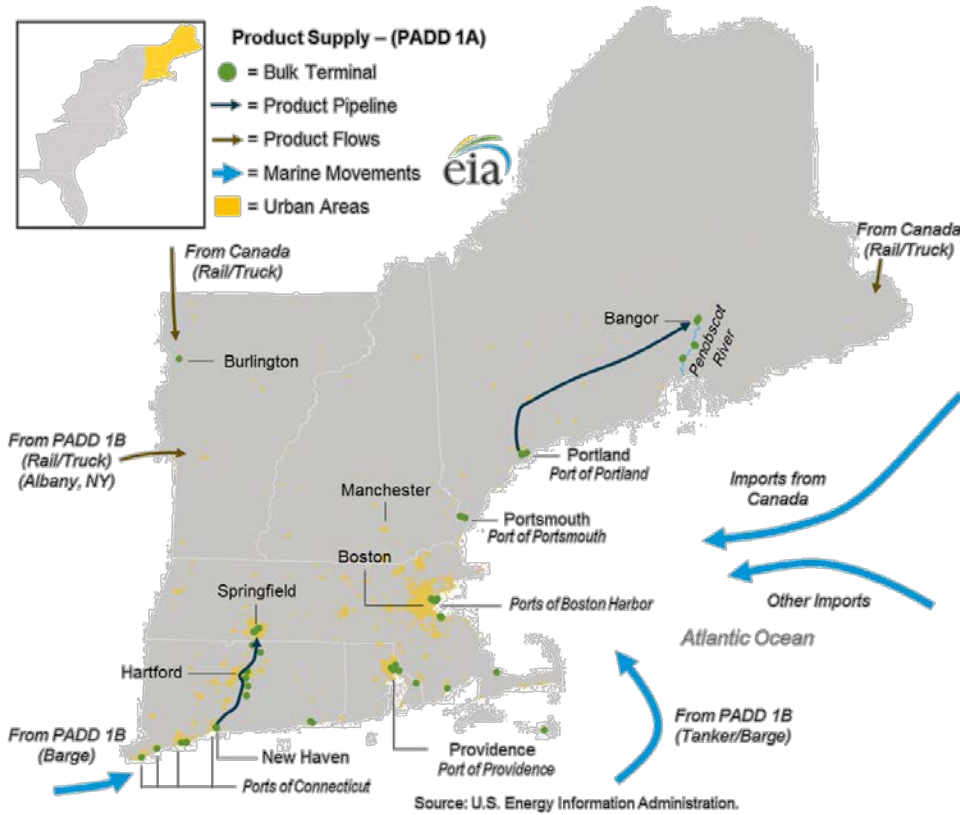 Product Supply – (PADD 1A)
= Bulk Terminal
= Product Pipeline
= Product Flows
= Marine Movements
= Urban Areas
eia
From Canada
(Rail/Truck)
From Canada
(Rail/Truck)
Bangor
Penobscot
River
Burlington
From PADD 1B
(Rail/Truck)
(Albany, NY)
Portland
Port of Portland
Manchester
Imports from
Canada
Portsmouth
Port of Portsmouth
Boston
Springfield
Ports of Boston Harbor
Other Imports
Atlantic Ocean
Hartford
From PADD 1B
(Barge)
From PADD 1B
(Tanker/Barge)
New Haven
Providence
Port of Providence
Ports of Connecticut
Source: U.S. Energy Information Administration.